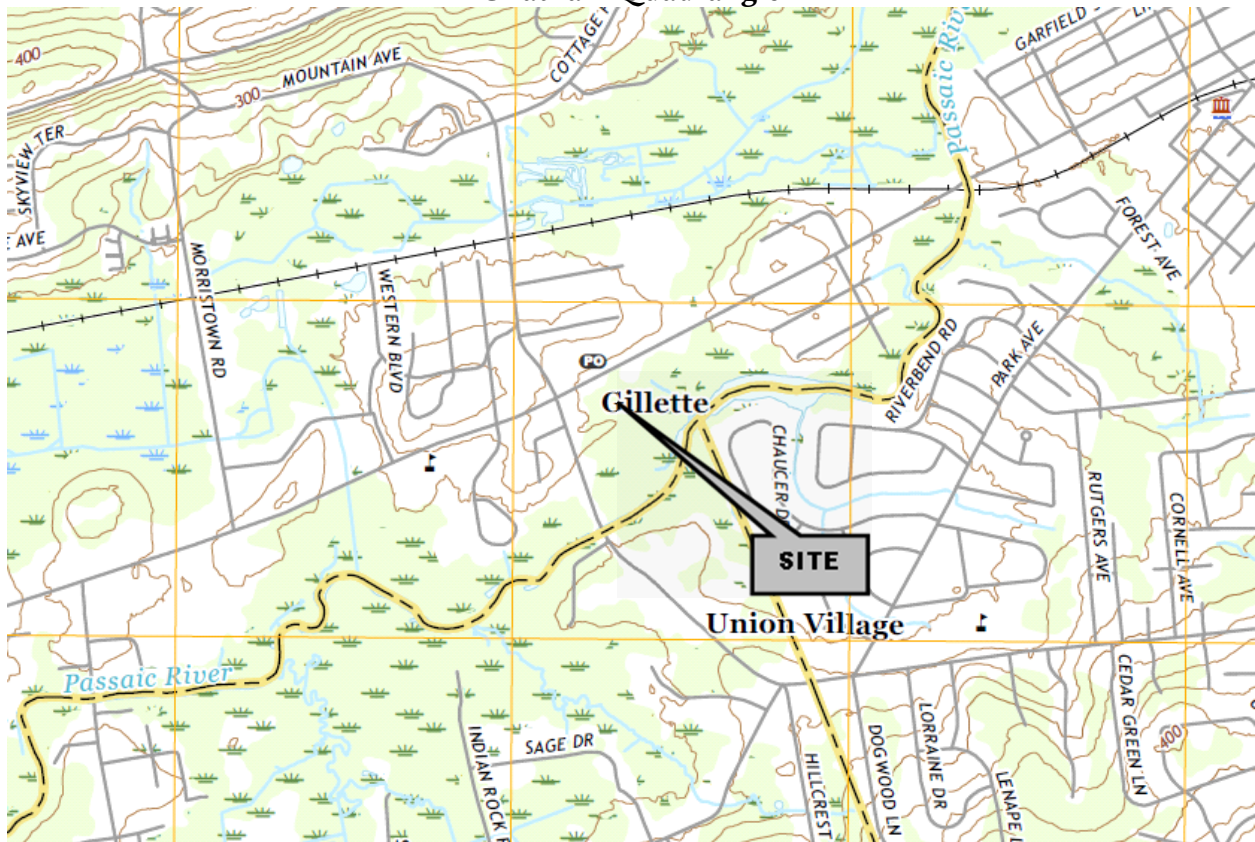 400
MOUNTAIN AVE
300
COTTAGE
GARFIELD
Passaic Riv
SKYVIEW TER
E AVE
MORRISTOWN RD
WESTERN BLVD
PO
FOREST AVE
RIVERBEND RD
PARK AVE
Gillette
CHAUCER D
SITE
RUTGERS AVE
CORNELL AVE
Union Village
Passaic River
INDIAN ROCK
SAGE DR
HILLCREST
DOGWOOD LN
LORRAINE DR
LENAPE
CEDAR GREEN LN
400